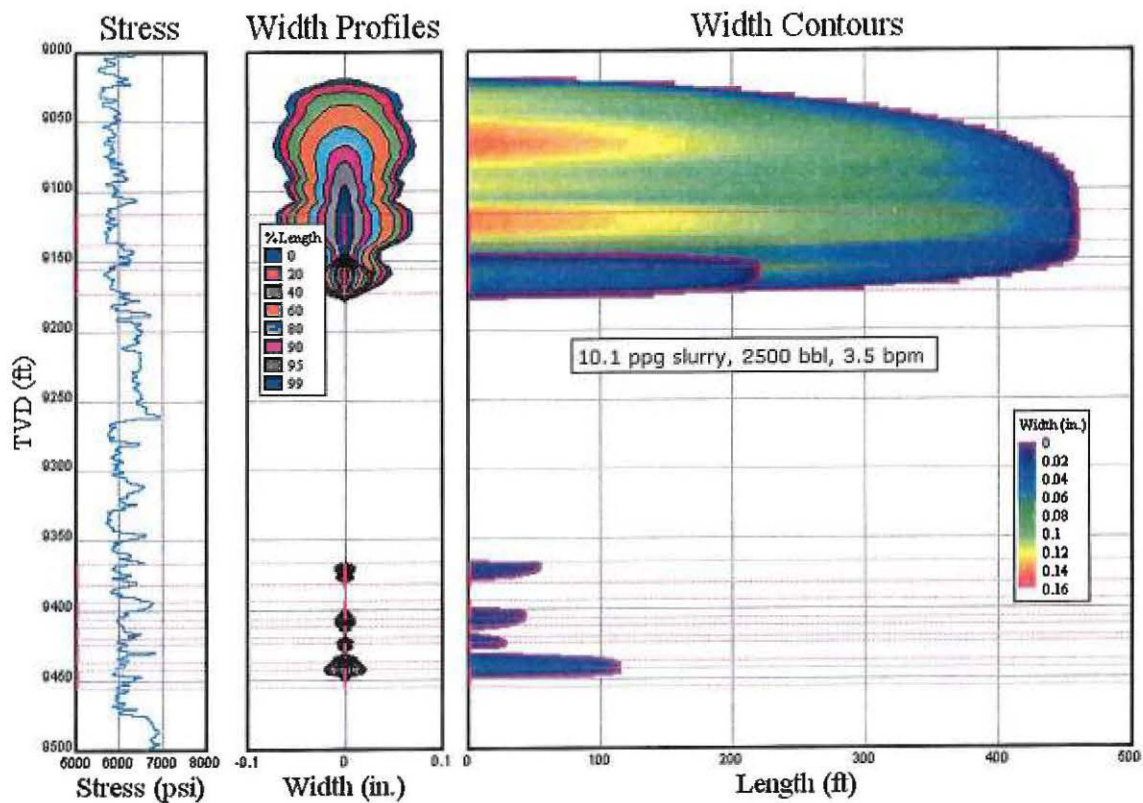 Stress
Width Profiles
Width Contours
TVD (ft)
9000
9050
9100
9150
9200
9250
9300
9350
9400
9450
9500
%Length
0
20
40
60
80
90
95
99
10.1 ppg slurry, 2500 bbl, 3.5 bpm
Width (in.)
0
0.02
0.04
0.06
0.08
0.1
0.12
0.14
0.16
6000 7000 8000
Stress (psi)
-0.1 0 0.1
Width (in.)
0 100 200 300 400 500
Length (ft)